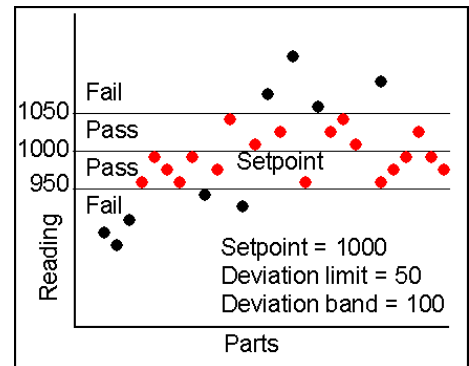 Fail
1050
Pass
1000
Setpoint
Pass
950
Fail
Reading
Setpoint = 1000
Deviation limit = 50
Deviation band = 100
Parts